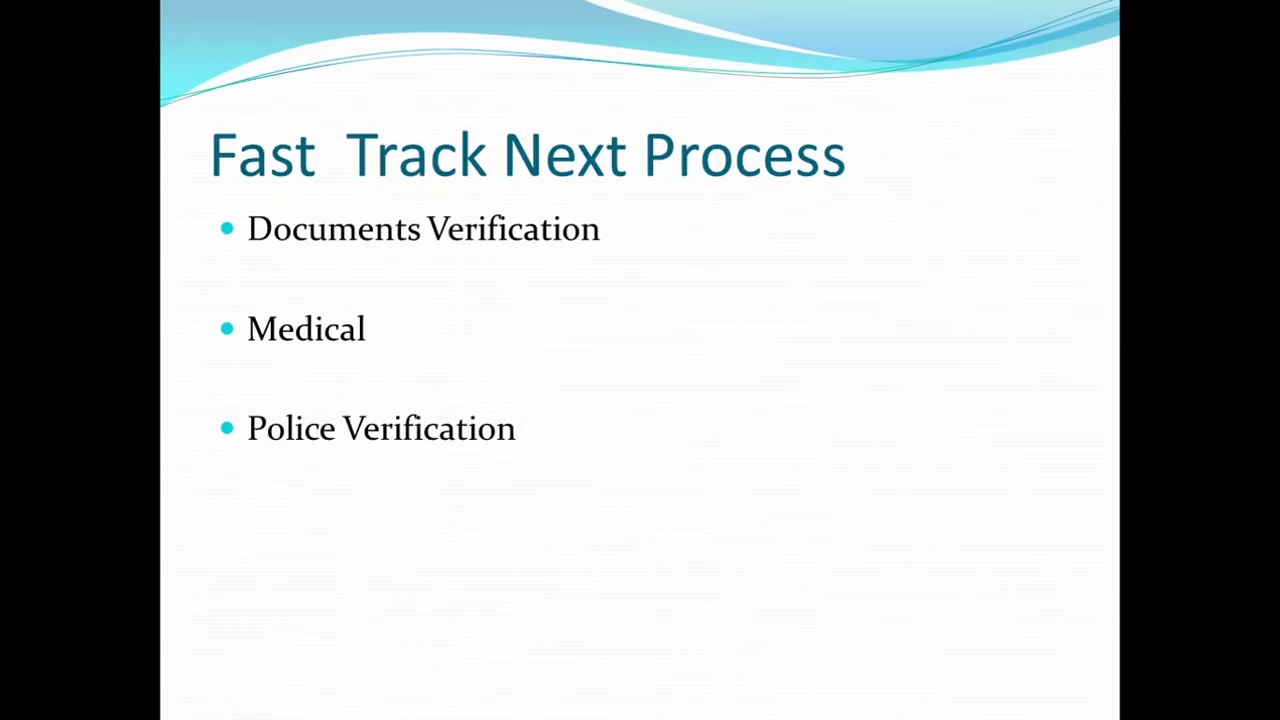 Fast  Track Next Process
• Documents Verification
• Medical
• Police Verification